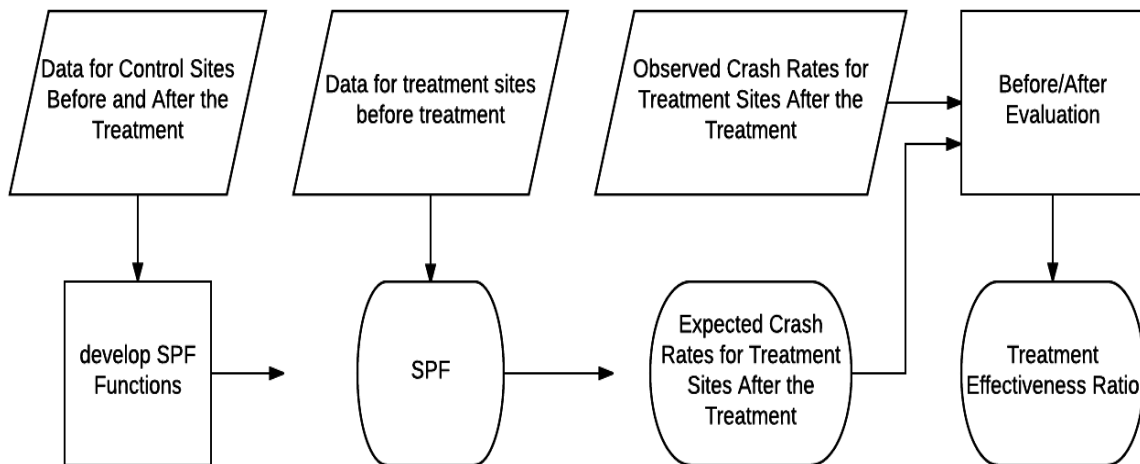 Data for Control Sites
Before and After the
Treatment
Data for treatment sites
before treatment
Observed Crash Rates for
Treatment Sites After the
Treatment
Before/After
Evaluation
develop SPF
Functions
SPF
Expected Crash
Rates for Treatment
Sites After the
Treatment
Treatment
Effectiveness Ratio